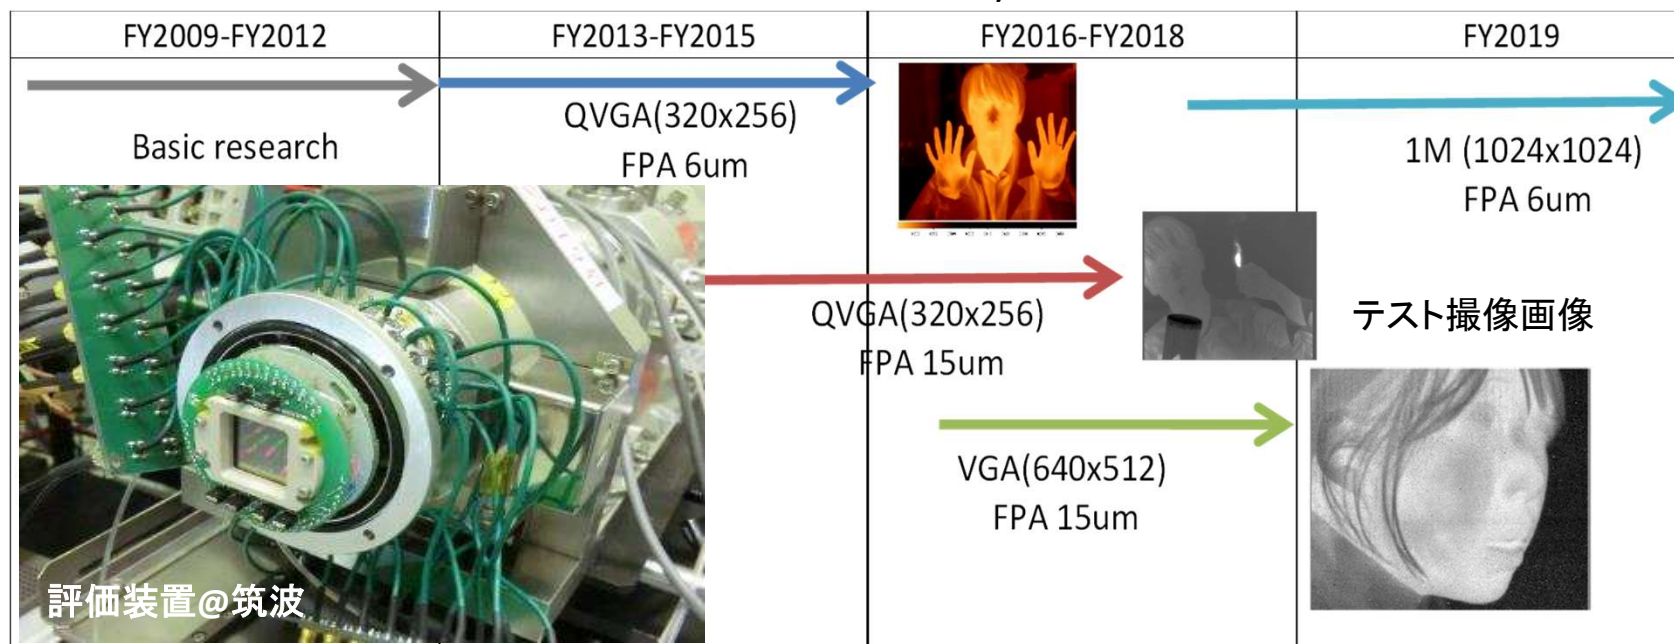 FY2009-FY2012
FY2013-FY2015
FY2016-FY2018
FY2019
Basic research
QVGA(320x256)
FPA 6um
1M (1024x1024)
FPA 6um
QVGA(320x256)
FPA 15um
テスト撮像画像
VGA(640x512)
FPA 15um
評価装置@筑波